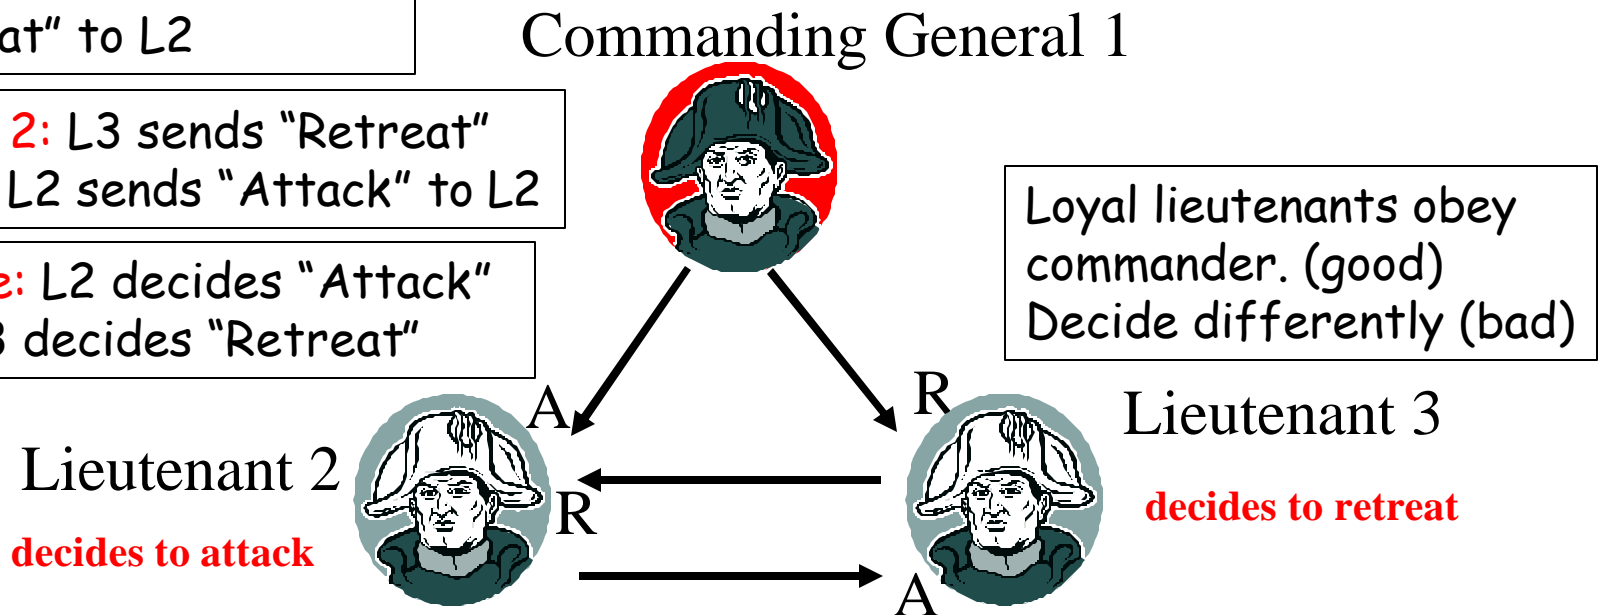 at” to L2
Commanding General 1
2: L3 sends “Retreat”
L2 sends “Attack” to L2
e: L2 decides “Attack”
3 decides “Retreat”
Loyal lieutenants obey
commander. (good)
Decide differently (bad)
A
R
Lieutenant 2
Lieutenant 3
R
decides to retreat
decides to attack
A